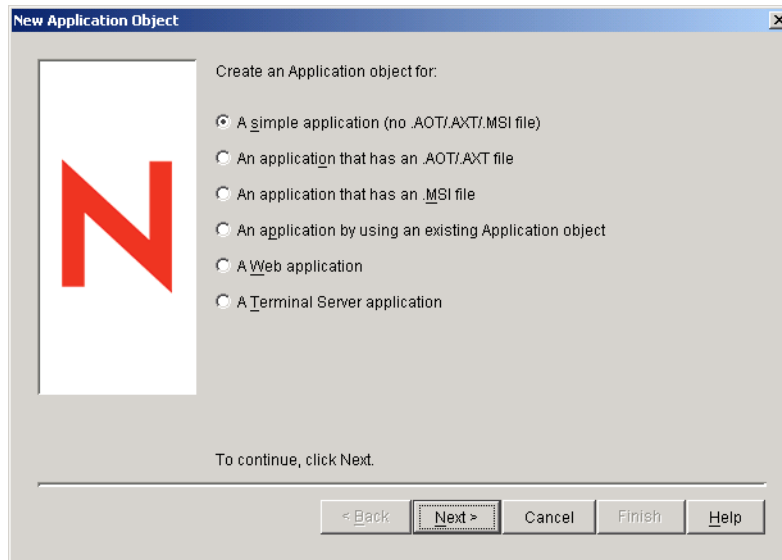 New Application Object
Create an Application object for:
A simple application (no .AOT/.AXT/.MSI file)
An application that has an .AOT/.AXT file
An application that has an .MSI file
An application by using an existing Application object
A Web application
A Terminal Server application
To continue, click Next.
< Back Next > Cancel Finish Help